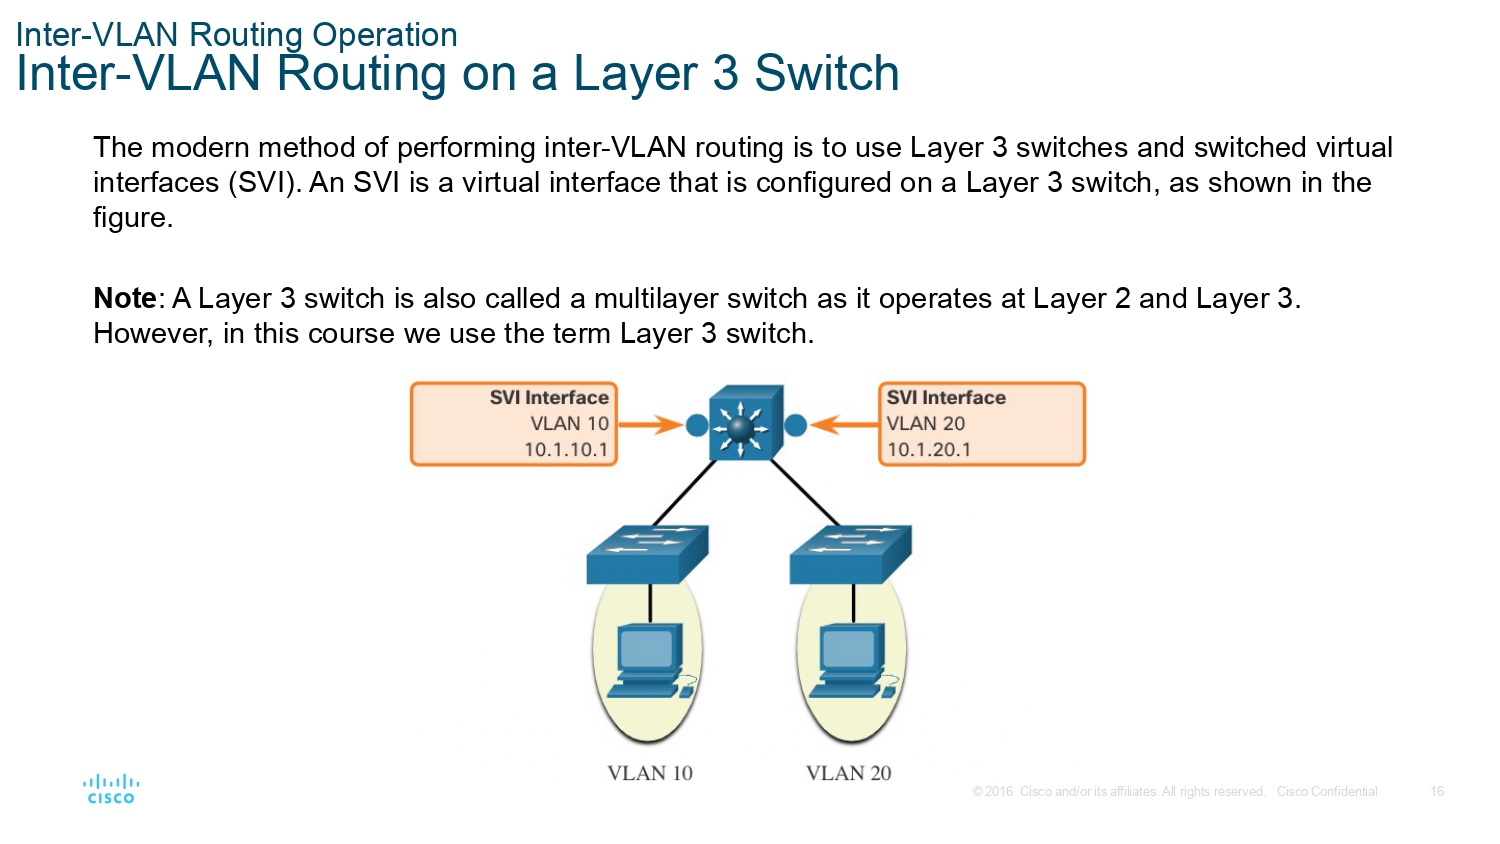 Inter-VLAN Routing Operation
Inter-VLAN Routing on a Layer 3 Switch
The modern method of performing inter-VLAN routing is to use Layer 3 switches and switched virtual
interfaces (SVI). An SVI is a virtual interface that is configured on a Layer 3 switch, as shown in the
figure.
Note: A Layer 3 switch is also called a multilayer switch as it operates at Layer 2 and Layer 3.
However, in this course we use the term Layer 3 switch.
SVI Interface
VLAN 10
10.1.10.1
SVI Interface
VLAN 20
10.1.20.1
VLAN 10
VLAN 20
CISCO
© 2016 Cisco and/or its affiliates. All rights reserved. Cisco Confidential
16